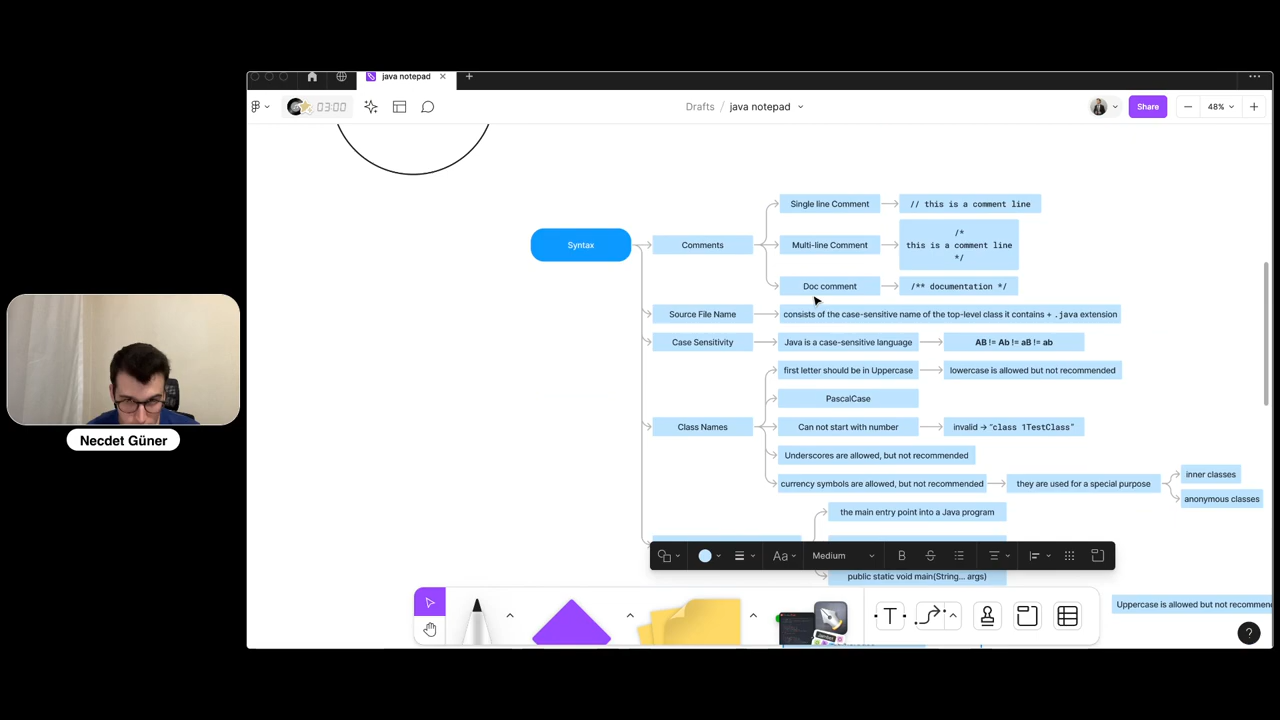 java notepad
03:00
Drafts / java notepad
Share
48%
Single line Comment
// this is a comment line
Syntax
Comments
Multi-line Comment
/*
this is a comment line
*/
Doc comment
/** documentation */
Source File Name
consists of the case-sensitive name of the top-level class it contains + .java extension
Case Sensitivity
Java is a case-sensitive language
AB != Ab != aB != ab
first letter should be in Uppercase
lowercase is allowed but not recommended
PascalCase
Class Names
Can not start with number
invalid → "class 1TestClass"
Underscores are allowed, but not recommended
currency symbols are allowed, but not recommended
they are used for a special purpose
inner classes
anonymous classes
the main entry point into a Java program
Aa
Medium
B
S
public static void main(String... args)
Uppercase is allowed but not recommen
T
?
Necdet Güner